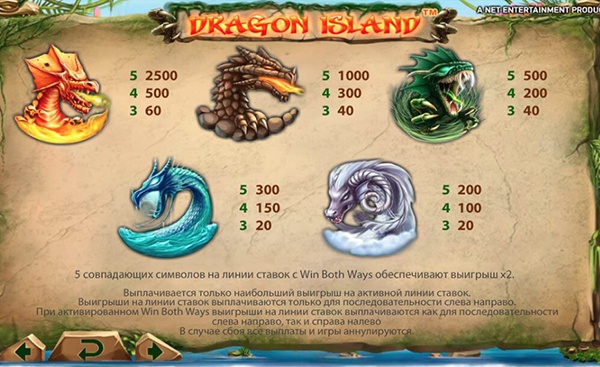 DRAGON ISLAND™
A NET ENTERTAINMENT PRODU
5 2500
4 500
3 60
5 1000
4 300
3 40
5 500
4 200
3 40
5 300
4 150
3 20
5 200
4 100
3 20
5 совпадающих символов на линии ставок с Win Both Ways обеспечивают выигрыш x2.
Выплачивается только наибольший выигрыш на активной линии ставок.
Выигрыши на линии ставок выплачиваются только для последовательности слева направо.
При активированном Win Both Ways выигрыши на линии ставок выплачиваются как для последовательности
слева направо, так и справа налево
В случае сбоя все выплаты и игры аннулируются.